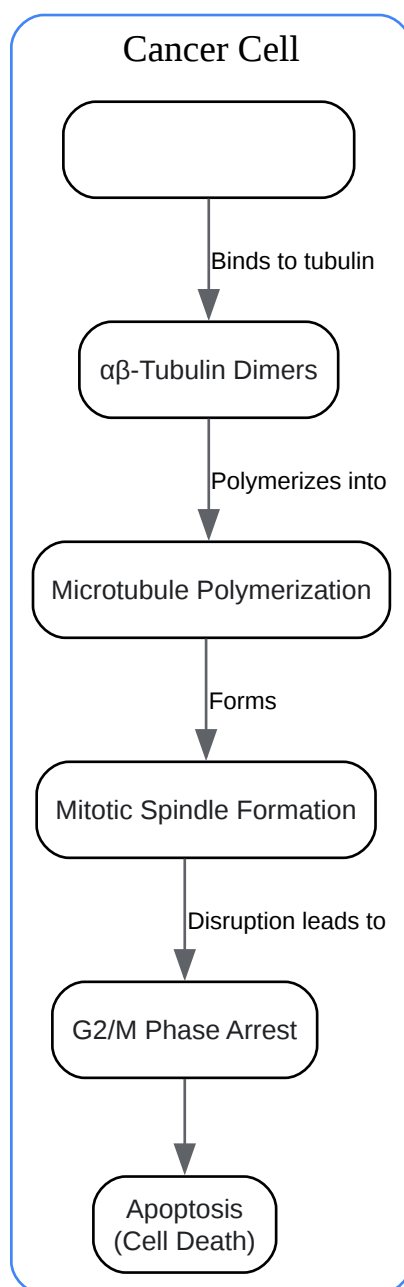 Cancer Cell
Binds to tubulin
αβ-Tubulin Dimers
Polymerizes into
Microtubule Polymerization
Forms
Mitotic Spindle Formation
Disruption leads to
G2/M Phase Arrest
Apoptosis
(Cell Death)